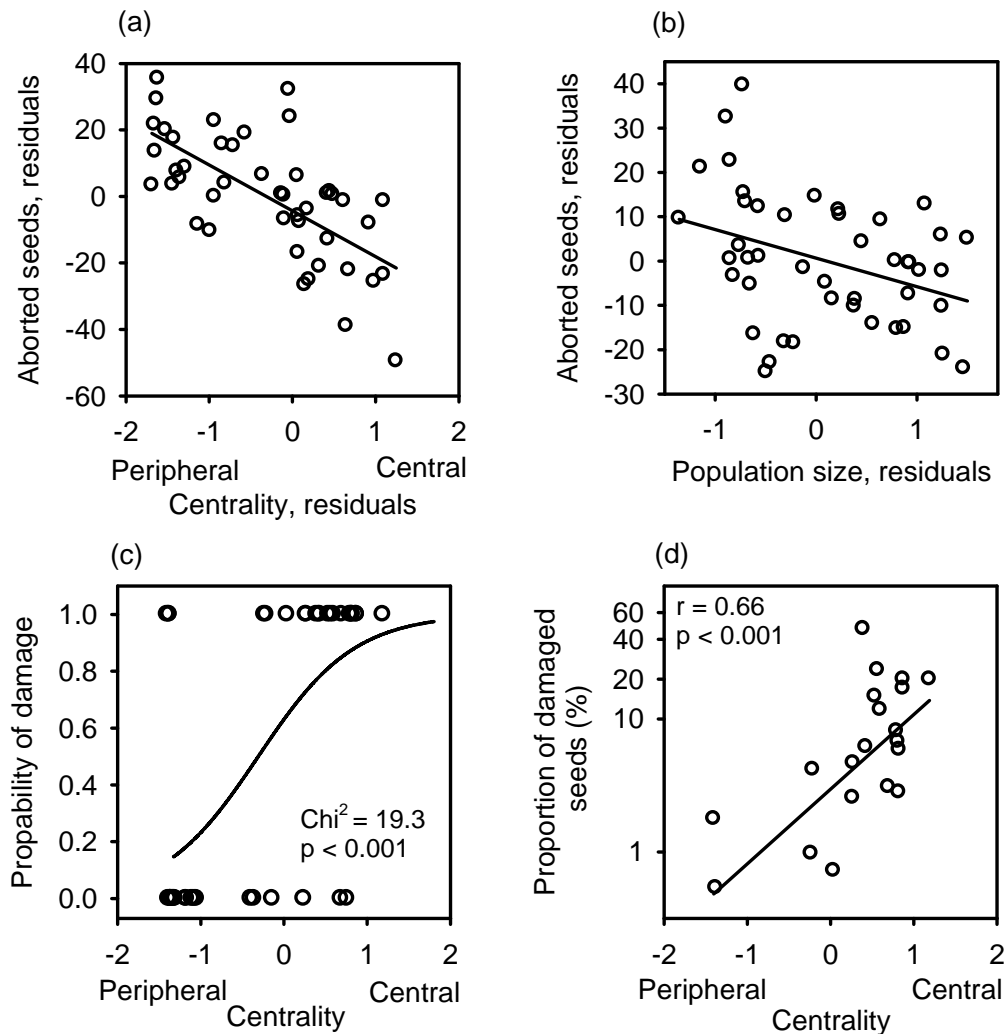 (a)
Aborted seeds, residuals
40
20
0
-20
-40
-60
-2
-1
0
1
2
Peripheral
Central
Centrality, residuals
(b)
Aborted seeds, residuals
40
30
20
10
0
-10
-20
-30
-1
0
1
Population size, residuals
(c)
Propability of damage
1.0
0.8
0.6
0.4
0.2
0.0
Chi² = 19.3
p < 0.001
-2
-1
0
1
2
Peripheral
Central
Centrality
(d)
Proportion of damaged
seeds (%)
60
40
20
10
1
r = 0.66
p < 0.001
-2
-1
0
1
2
Peripheral
Central
Centrality